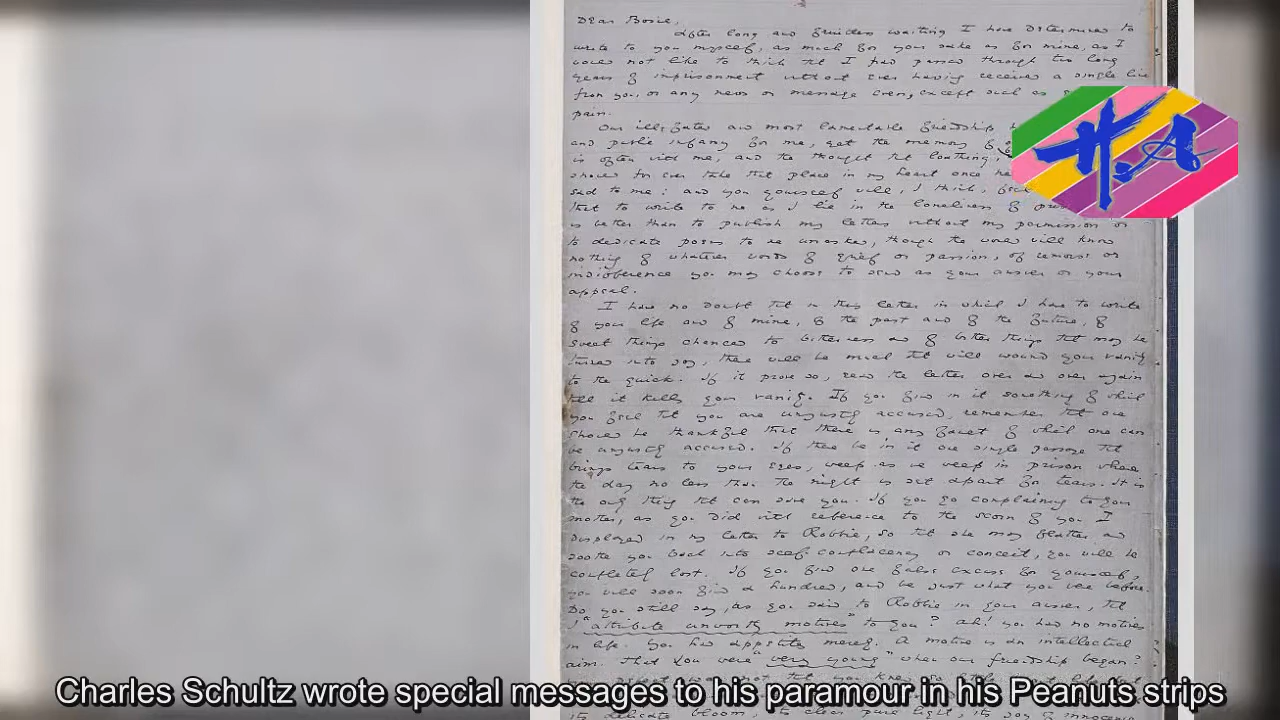 Dear Bosie,
After long and fruitless waiting I have determined to
write to you myself, as much for your sake as for mine, as I
would not like to think that I had passed through two long
years of imprisonment without ever having received a single line
from you, or any news or message even, except such as
pain.
Our ill-fated and most lamentable friendship
and public infamy for me, yet the memory of
is often with me, and the thought that loathing,
should for ever take that place in my heart once
sad to me: and you yourself will, I think,
that to write to me as I lie in the loneliness of
is better than to publish my letters without my permission or
to dedicate poems to me unasked, though the world will know
nothing of whatever words of grief or passion, of remorse or
indifference you may choose to send as your answer or your
appeal.
I have no doubt that in this letter in which I have to write
of your life and of mine, of the past and of the future, of
sweet things changed to bitterness and of bitter things that may be
turned into joy, there will be much that will wound your vanity
to the quick. If it prove so, read the letter over and over again
till it kills your vanity. If you find in it something of which
you feel that you are unjustly accused, remember that one
should be thankful that there is any fault of which one can
be unjustly accused. If there be in it one single passage that
brings tears to your eyes, weep as we weep in prison where
the day no less than the night is set apart for tears. It is
the only thing that can save you. If you go complaining to your
mother, as you did with reference to the scorn of you I
displayed in my letter to Robbie, so that she may flatter and
soothe you back into self-complacency or conceit, you will be
completely lost. If you find one false excuse for yourself,
you will soon find a hundred, and be just what you were before.
Do you still say, as you said to Robbie in your answer, that
I "attribute unworthy motives" to you? Ah! you had no motives
in life. You had appetites merely. A motive is an intellectual
aim. That you were "very young" when our friendship began?
its delicate bloom, its clear pure light, its joy of innocence
H.A
Charles Schultz wrote special messages to his paramour in his Peanuts strips